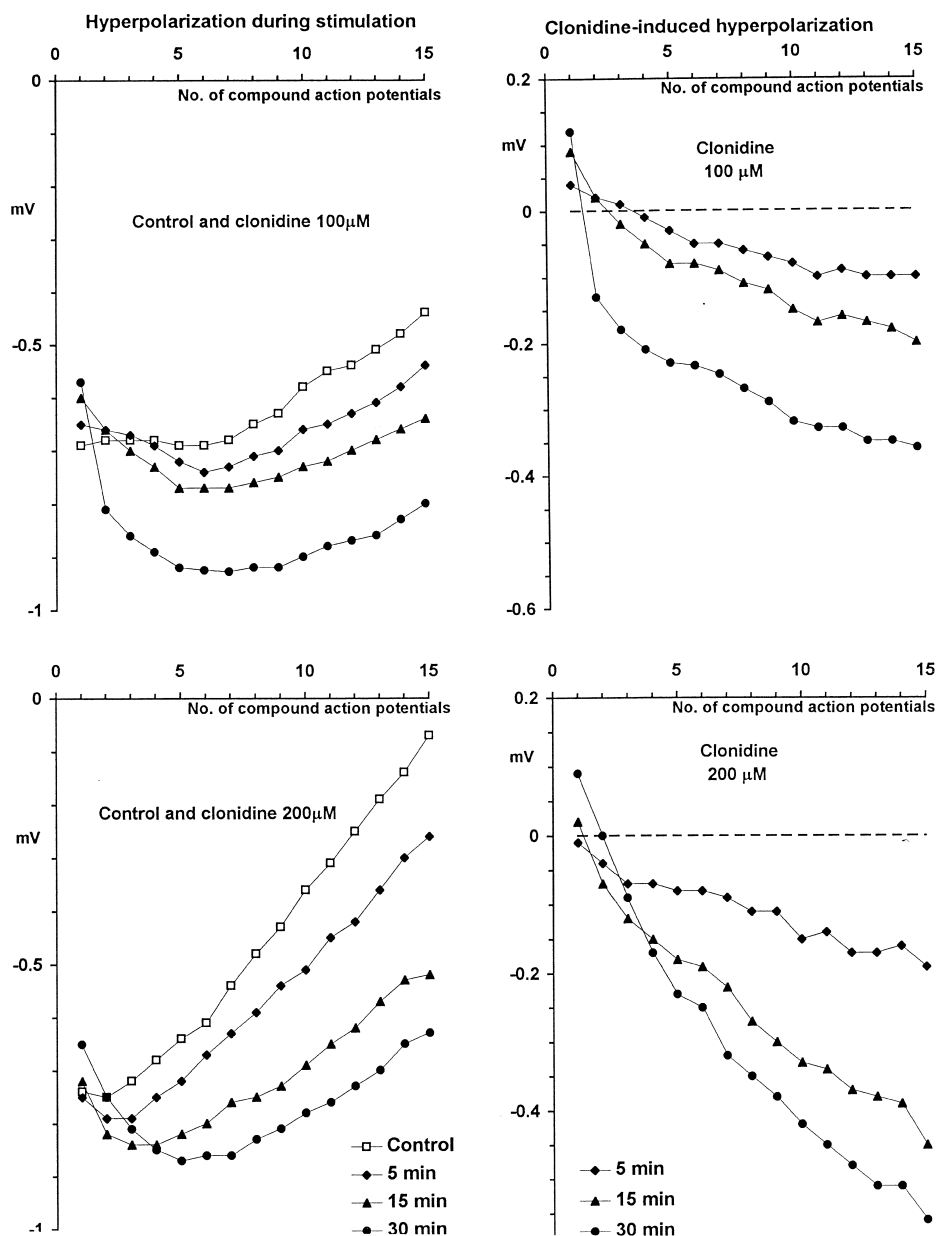 Hyperpolarization during stimulation
0 5 10 15
0
No. of compound action potentials
mV
Control and clonidine 100µM
-0.5
-1
Clonidine-induced hyperpolarization
0 5 10 15
0.2
No. of compound action potentials
mV
Clonidine
100 µM
0
-0.2
-0.4
-0.6
0 5 10 15
0
No. of compound action potentials
Control and clonidine 200µM
mV
-0.5
Control
5 min
15 min
30 min
-1
0 5 10 15
0.2
No. of compound action potentials
mV
Clonidine
200 µM
0
-0.2
-0.4
5 min
15 min
30 min